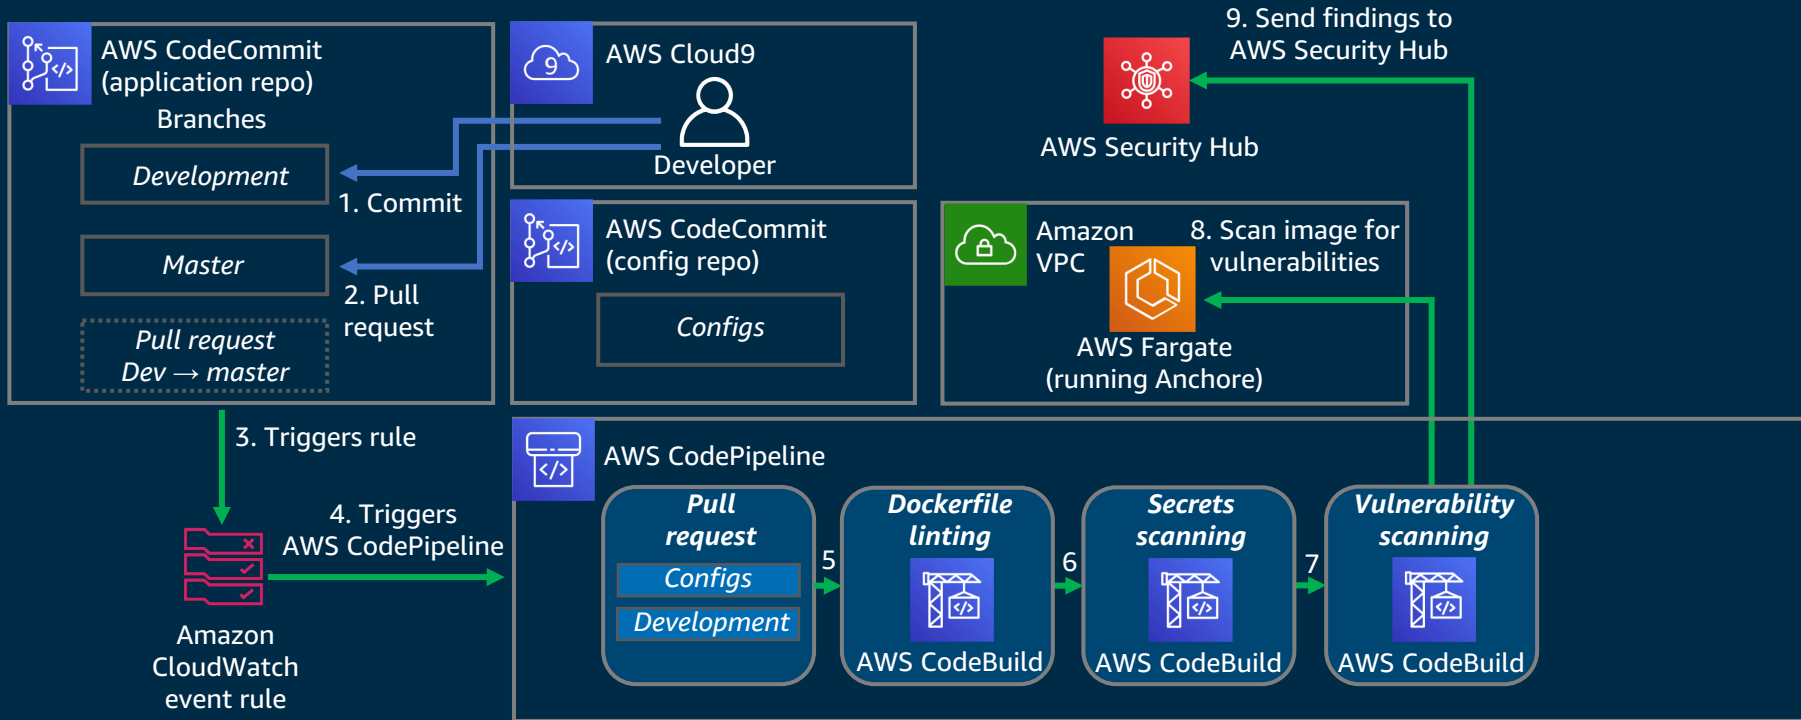 AWS CodeCommit
(application repo)
Branches
Development
Master
Pull request
Dev → master
9
AWS Cloud9
Developer
1. Commit
2. Pull
request
AWS CodeCommit
(config repo)
Configs
9. Send findings to
AWS Security Hub
AWS Security Hub
Amazon
VPC
8. Scan image for
vulnerabilities
AWS Fargate
(running Anchore)
3. Triggers rule
4. Triggers
AWS CodePipeline
Amazon
CloudWatch
event rule
AWS CodePipeline
Pull
request
Configs
Development
5
Dockerfile
linting
AWS CodeBuild
6
Secrets
scanning
AWS CodeBuild
7
Vulnerability
scanning
AWS CodeBuild